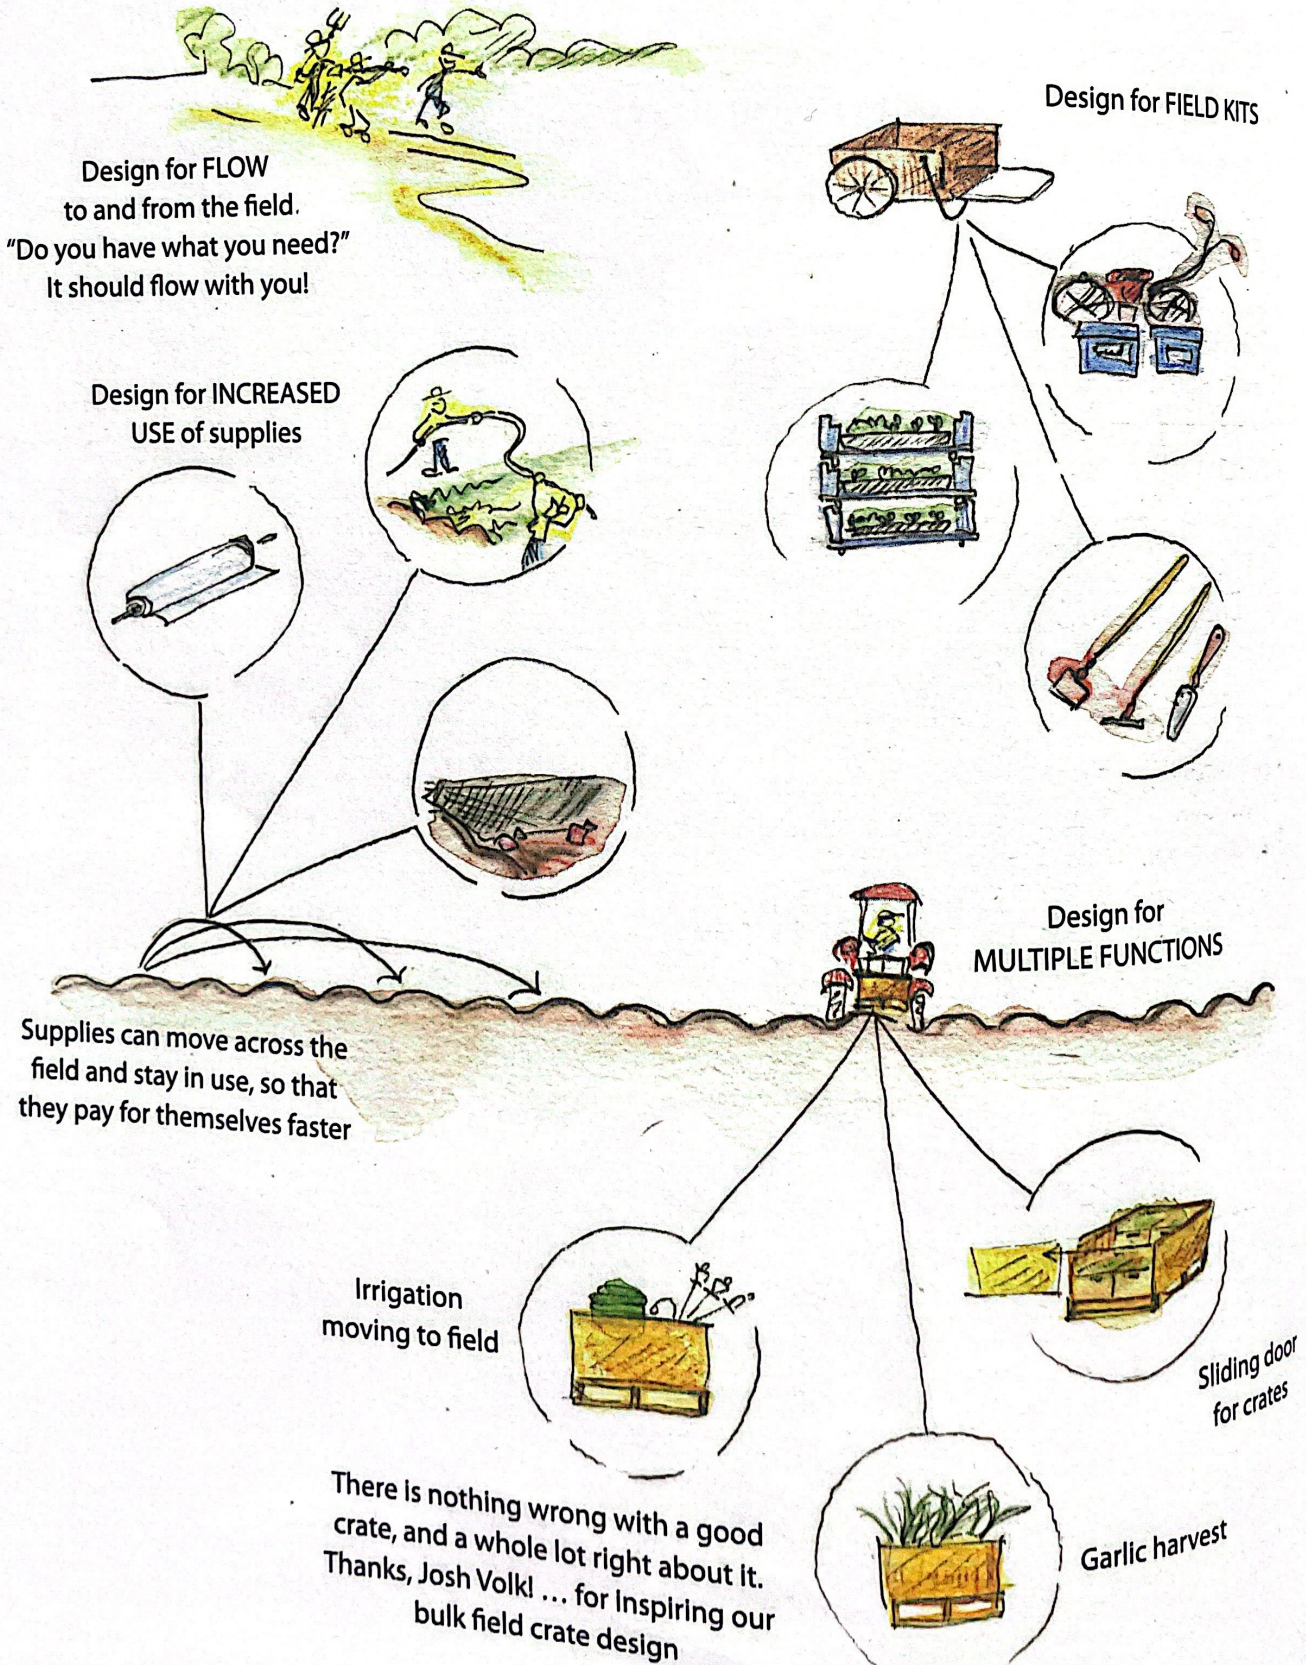 Design for FIELD KITS
Design for FLOW
to and from the field.
"Do you have what you need?"
It should flow with you!
Design for INCREASED
USE of supplies
Design for
MULTIPLE FUNCTIONS
Supplies can move across the
field and stay in use, so that
they pay for themselves faster
Irrigation
moving to field
Sliding door
for crates
There is nothing wrong with a good
crate, and a whole lot right about it.
Thanks, Josh Volk! ... for Inspiring our
bulk field crate design
Garlic harvest